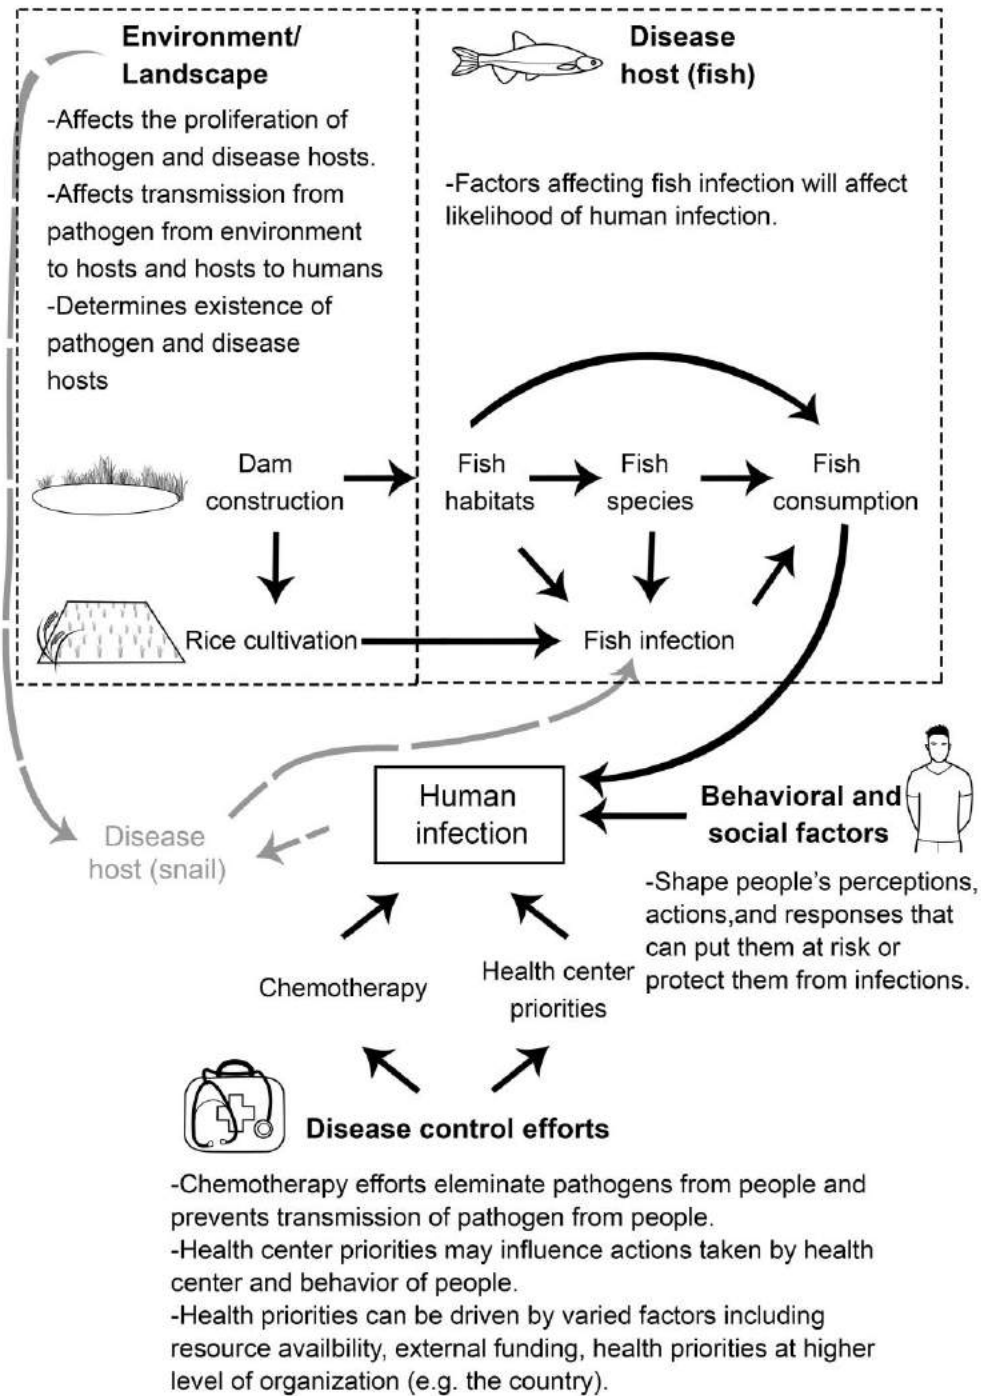 Environment/
Landscape
-Affects the proliferation of
pathogen and disease hosts.
-Affects transmission from
pathogen from environment
to hosts and hosts to humans
-Determines existence of
pathogen and disease
hosts
Disease
host (fish)
-Factors affecting fish infection will affect
likelihood of human infection.
Dam
construction
Fish
habitats
Fish
species
Fish
consumption
Rice cultivation
Fish infection
Human
infection
Disease
host (snail)
Behavioral and
social factors
-Shape people's perceptions,
actions,and responses that
can put them at risk or
protect them from infections.
Chemotherapy
Health center
priorities
Disease control efforts
-Chemotherapy efforts eleminate pathogens from people and
prevents transmission of pathogen from people.
-Health center priorities may influence actions taken by health
center and behavior of people.
-Health priorities can be driven by varied factors including
resource availbility, external funding, health priorities at higher
level of organization (e.g. the country).